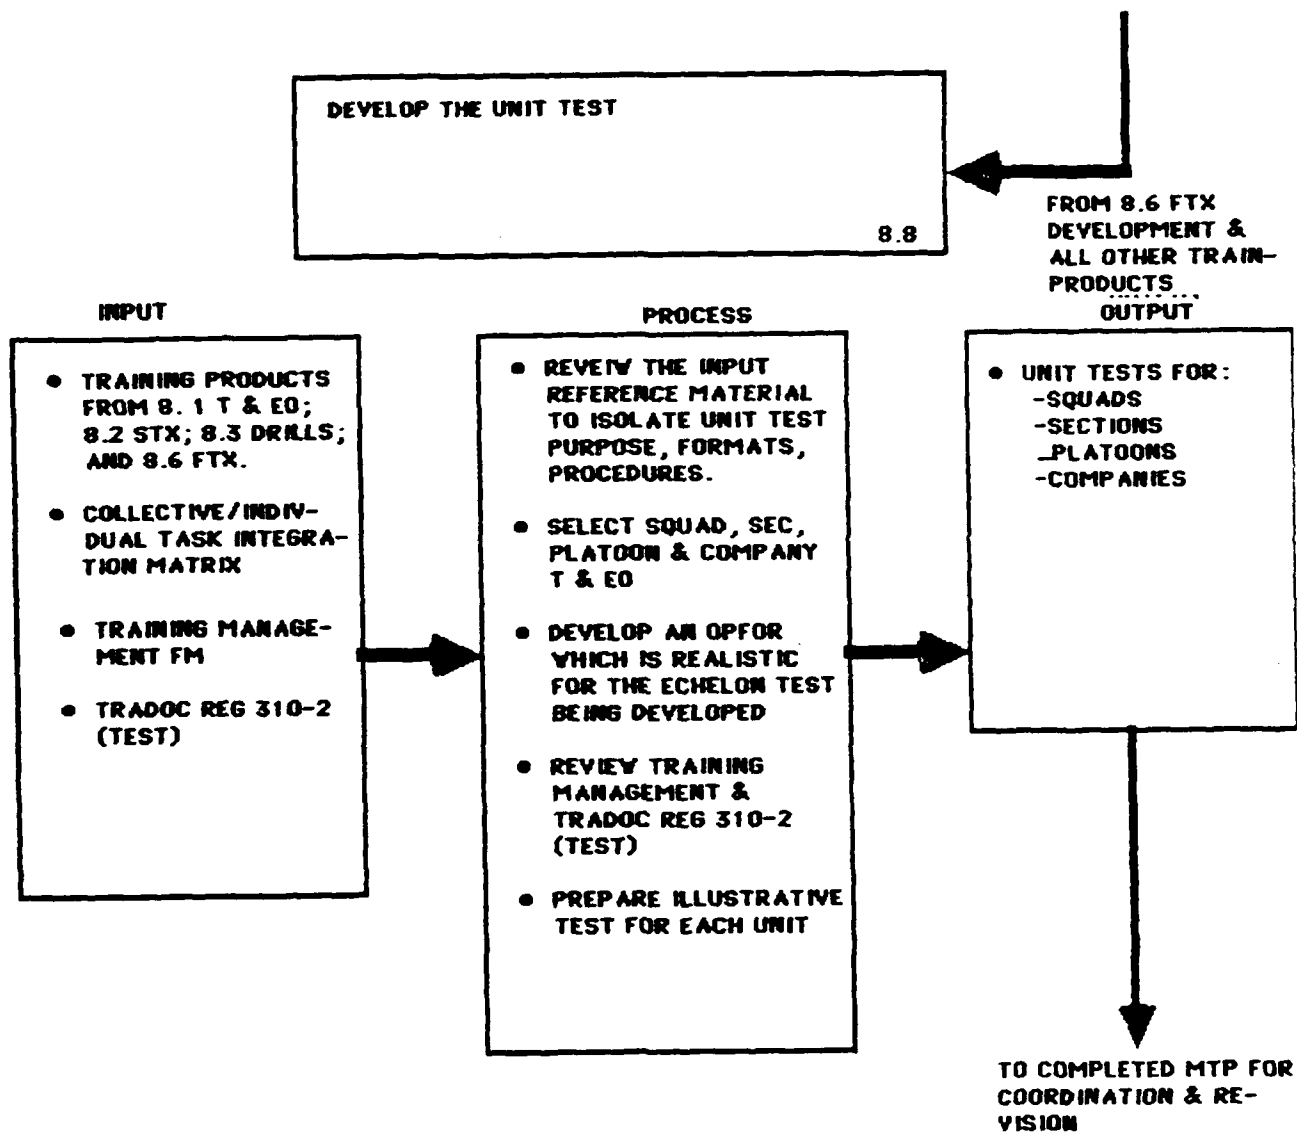 DEVELOP THE UNIT TEST
8.8
FROM 8.6 FTX
DEVELOPMENT &
ALL OTHER TRAIN-
PRODUCTS
INPUT
● TRAINING PRODUCTS
FROM 8. 1 T & EO;
8.2 STX; 8.3 DRILLS;
AND 8.6 FTX.
● COLLECTIVE/INDIV-
DUAL TASK INTEGRA-
TION MATRIX
● TRAINING MANAGE-
MENT FM
● TRADOC REG 310-2
(TEST)
PROCESS
● REVEIW THE INPUT
REFERENCE MATERIAL
TO ISOLATE UNIT TEST
PURPOSE, FORMATS,
PROCEDURES.
● SELECT SQUAD, SEC,
PLATOON & COMPANY
T & EO
● DEVELOP AN OPFOR
WHICH IS REALISTIC
FOR THE ECHELON TEST
BEING DEVELOPED
● REVIEW TRAINING
MANAGEMENT &
TRADOC REG 310-2
(TEST)
● PREPARE ILLUSTRATIVE
TEST FOR EACH UNIT
OUTPUT
● UNIT TESTS FOR:
-SQUADS
-SECTIONS
-PLATOONS
-COMPANIES
TO COMPLETED MTP FOR
COORDINATION & RE-
VISION